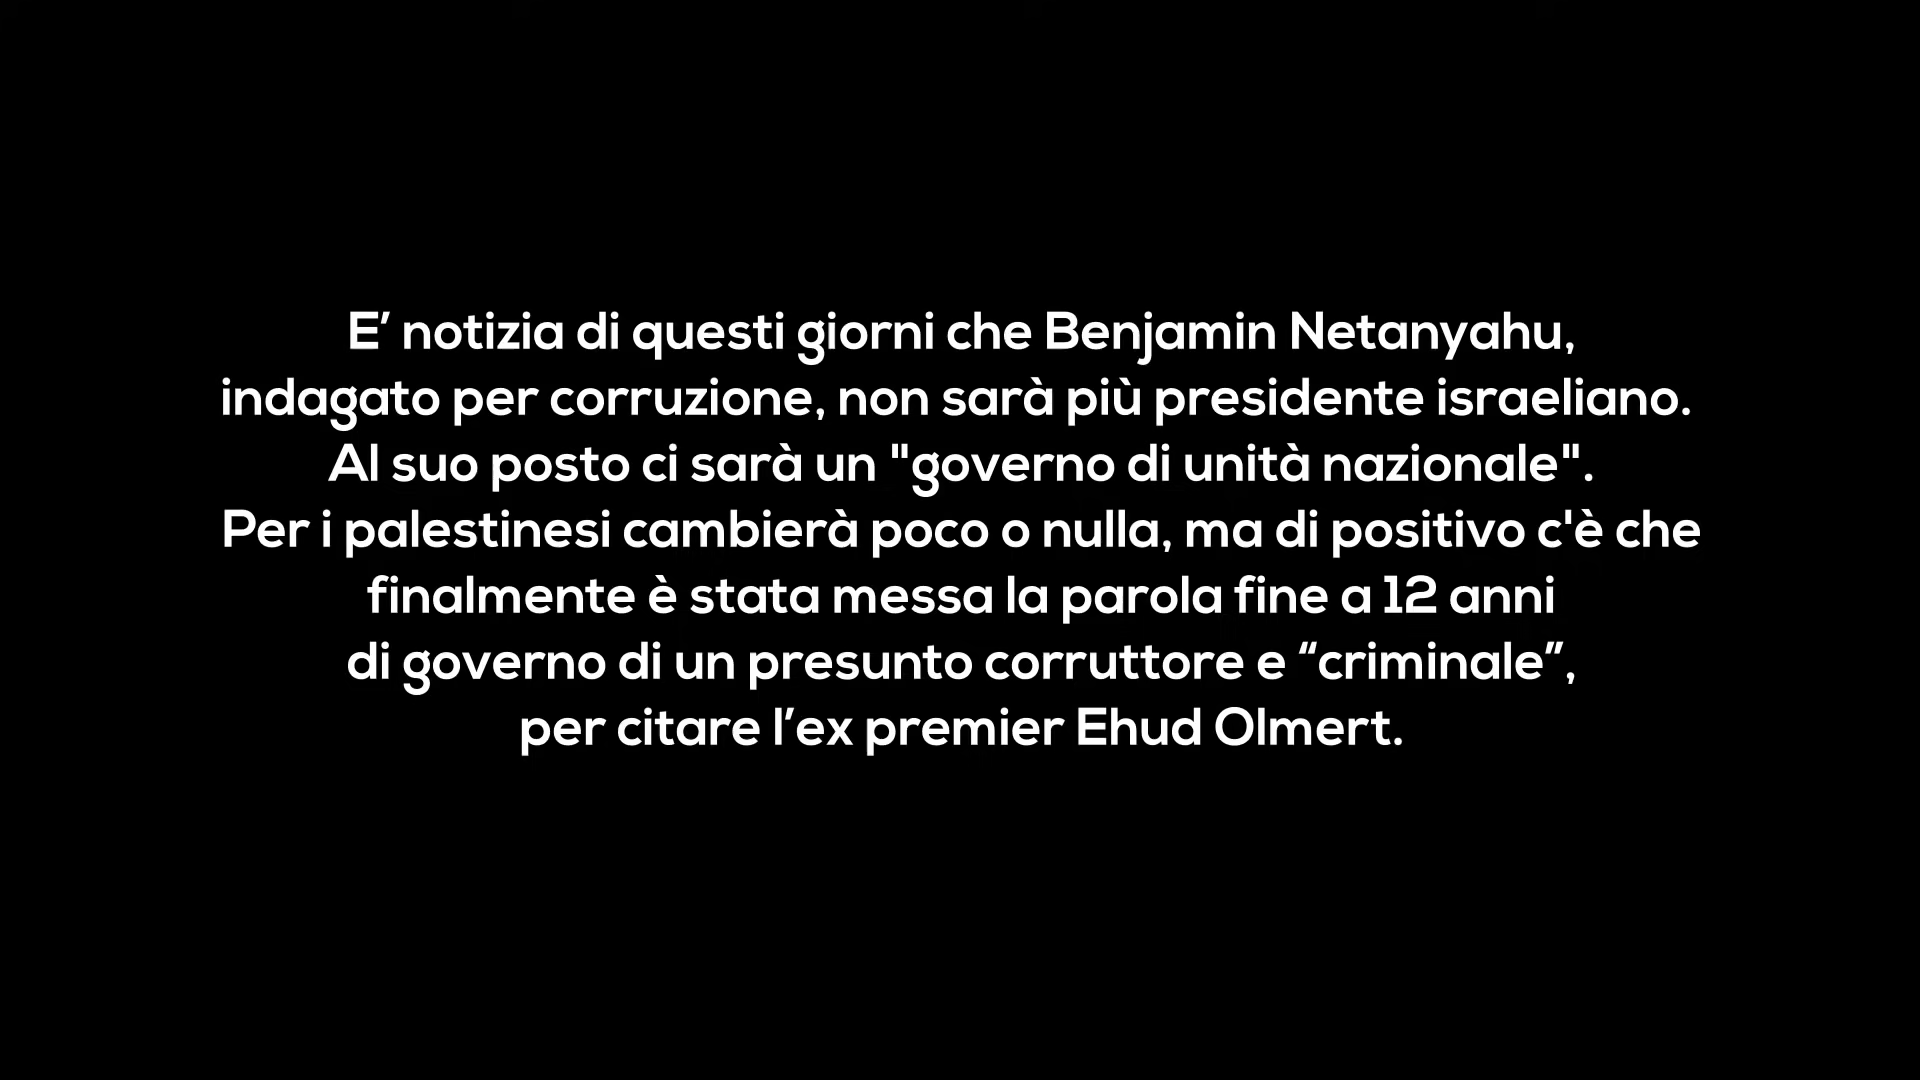 E’ notizia di questi giorni che Benjamin Netanyahu,
indagato per corruzione, non sarà più presidente israeliano.
Al suo posto ci sarà un "governo di unità nazionale".
Per i palestinesi cambierà poco o nulla, ma di positivo c'è che
finalmente è stata messa la parola fine a 12 anni
di governo di un presunto corruttore e “criminale”,
per citare l’ex premier Ehud Olmert.